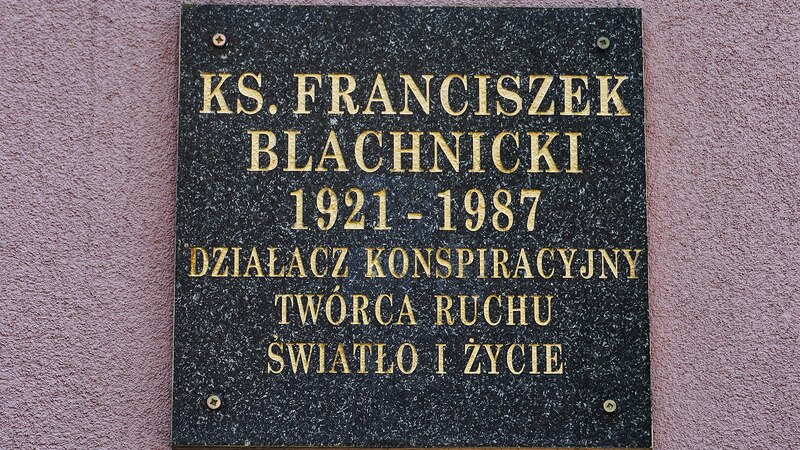 KS. FRANCISZEK
BLACHNICKI
1921 - 1987
DZIAŁACZ KONSPIRACYJNY
TWÓRCA RUCHU
ŚWIATŁO I ŻYCIE